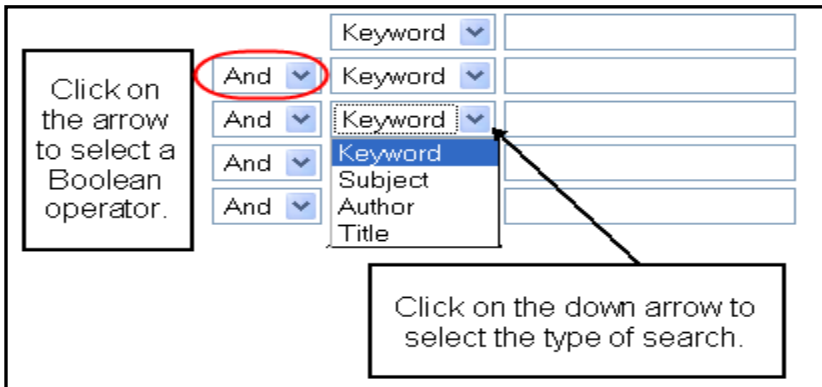 Keyword
And Keyword
And Keyword
And
And
Keyword
Subject
Author
Title
Click on
the arrow
to select a
Boolean
operator.
Click on the down arrow to
select the type of search.